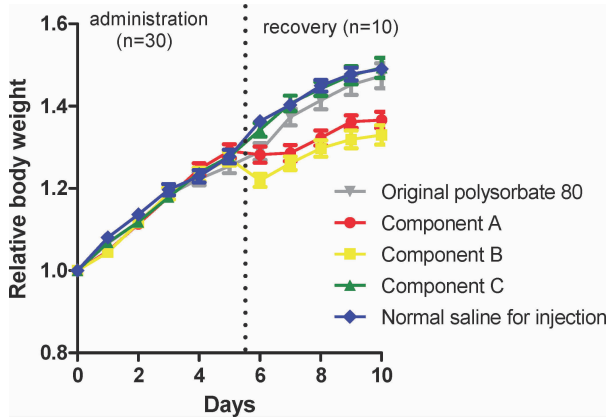 administration
(n=30)
recovery (n=10)
1.6
1.4
1.2
1.0
0.8
Relative body weight
0 2 4 6 8 10
Days
Original polysorbate 80
Component A
Component B
Component C
Normal saline for injection